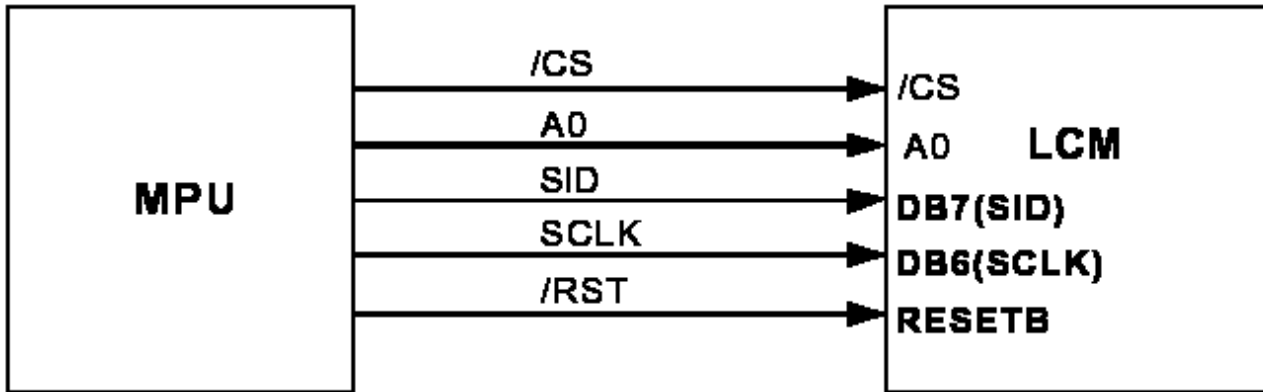 /CS
/CS
A0
A0 LCM
MPU
SID
DB7(SID)
SCLK
DB6(SCLK)
/RST
RESETB